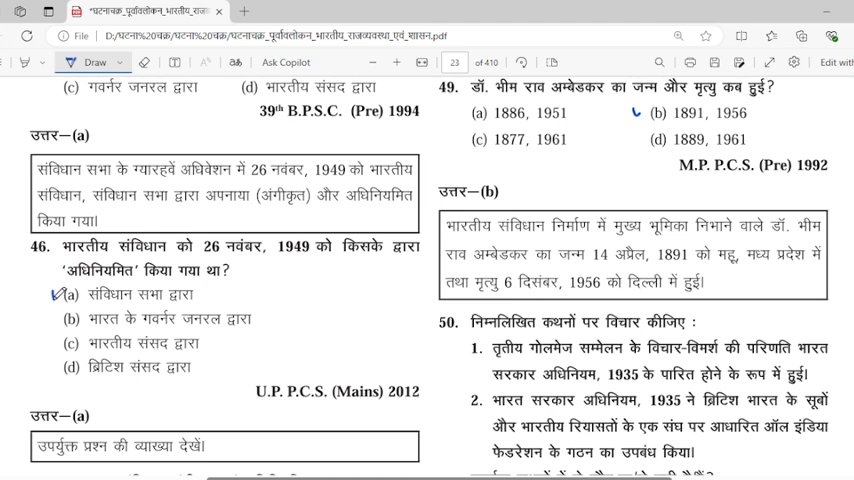 *घटनाचक्र_पूर्वावलोकन_भारतीय_राजव
File
D:/घटना%20चक्र/घटना%20चक्र/घटनाचक्र_पूर्वावलोकन_भारतीय_राजव्यवस्था_एवं_शासन.pdf
Draw
Ask Copilot
23 of 410
Edit with
(c) गवर्नर जनरल द्वारा (d) भारतीय संसद द्वारा
39th B.P.S.C. (Pre) 1994
उत्तर—(a)
संविधान सभा के ग्यारहवें अधिवेशन में 26 नवंबर, 1949 को भारतीय
संविधान, संविधान सभा द्वारा अपनाया (अंगीकृत) और अधिनियमित
किया गया।
46. भारतीय संविधान को 26 नवंबर, 1949 को किसके द्वारा
'अधिनियमित' किया गया था?
(a) संविधान सभा द्वारा
(b) भारत के गवर्नर जनरल द्वारा
(c) भारतीय संसद द्वारा
(d) ब्रिटिश संसद द्वारा
U.P. P.C.S. (Mains) 2012
उत्तर—(a)
उपर्युक्त प्रश्न की व्याख्या देखें।
49. डॉ. भीम राव अम्बेडकर का जन्म और मृत्यु कब हुई?
(a) 1886, 1951 (b) 1891, 1956
(c) 1877, 1961 (d) 1889, 1961
M.P. P.C.S. (Pre) 1992
उत्तर—(b)
भारतीय संविधान निर्माण में मुख्य भूमिका निभाने वाले डॉ. भीम
राव अम्बेडकर का जन्म 14 अप्रैल, 1891 को महू, मध्य प्रदेश में
तथा मृत्यु 6 दिसंबर, 1956 को दिल्ली में हुई।
50. निम्नलिखित कथनों पर विचार कीजिए :
1. तृतीय गोलमेज सम्मेलन के विचार-विमर्श की परिणति भारत
सरकार अधिनियम, 1935 के पारित होने के रूप में हुई।
2. भारत सरकार अधिनियम, 1935 ने ब्रिटिश भारत के सूबों
और भारतीय रियासतों के एक संघ पर आधारित ऑल इंडिया
फेडरेशन के गठन का उपबंध किया।